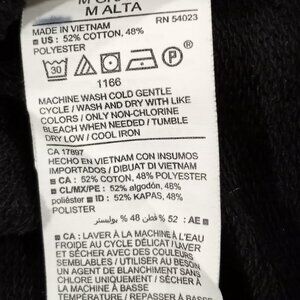 M ALTA
RN 54023
MADE IN VIETNAM
US : 52% COTTON, 48%
POLYESTER
30
P
1166
MACHINE WASH COLD GENTLE
CYCLE / WASH AND DRY WITH LIKE
COLORS / ONLY NON-CHLORINE
BLEACH WHEN NEEDED / TUMBLE
DRY LOW / COOL IRON
CA 17897
HECHO EN VIETNAM CON INSUMOS
IMPORTADOS / DIBUAT DI VIETNAM
CA : 52% COTTON, 48% POLYESTER
CL/MX/PE: 52% algodón, 48%
poliéster ID : 52% KAPAS, 48%
POLISTER
AE : 52 % قطن 48 % بوليستر
CA : LAVER À LA MACHINE À L'EAU
FROIDE AU CYCLE DÉLICAT / LAVER
ET SÉCHER AVEC DES COULEURS
SEMBLABLES / UTILISER AU BESOIN
UN AGENT DE BLANCHIMENT SANS
CHLORE UNIQUEMENT / SÉCHER
À LA MACHINE À BASSE
TEMPÉRATURE / REPASSER À BASSE